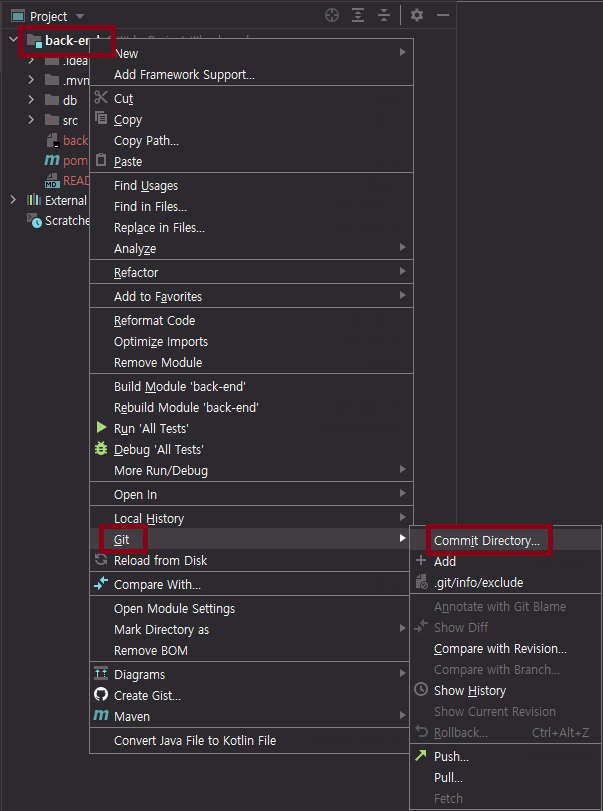 Project
back-end
.idea
.mvn
db
src
back
pom
READ
External
Scratche
New
Add Framework Support...
Cut
Copy
Copy Path...
Paste
Find Usages
Find in Files...
Replace in Files...
Analyze
Refactor
Add to Favorites
Reformat Code
Optimize Imports
Remove Module
Build Module 'back-end'
Rebuild Module 'back-end'
Run 'All Tests'
Debug 'All Tests'
More Run/Debug
Open In
Local History
Git
Reload from Disk
Compare With...
Open Module Settings
Mark Directory as
Remove BOM
Diagrams
Create Gist...
Maven
Convert Java File to Kotlin File
Commit Directory...
Add
.git/info/exclude
Annotate with Git Blame
Show Diff
Compare with Revision...
Compare with Branch...
Show History
Show Current Revision
Rollback... Ctrl+Alt+Z
Push...
Pull...
Fetch